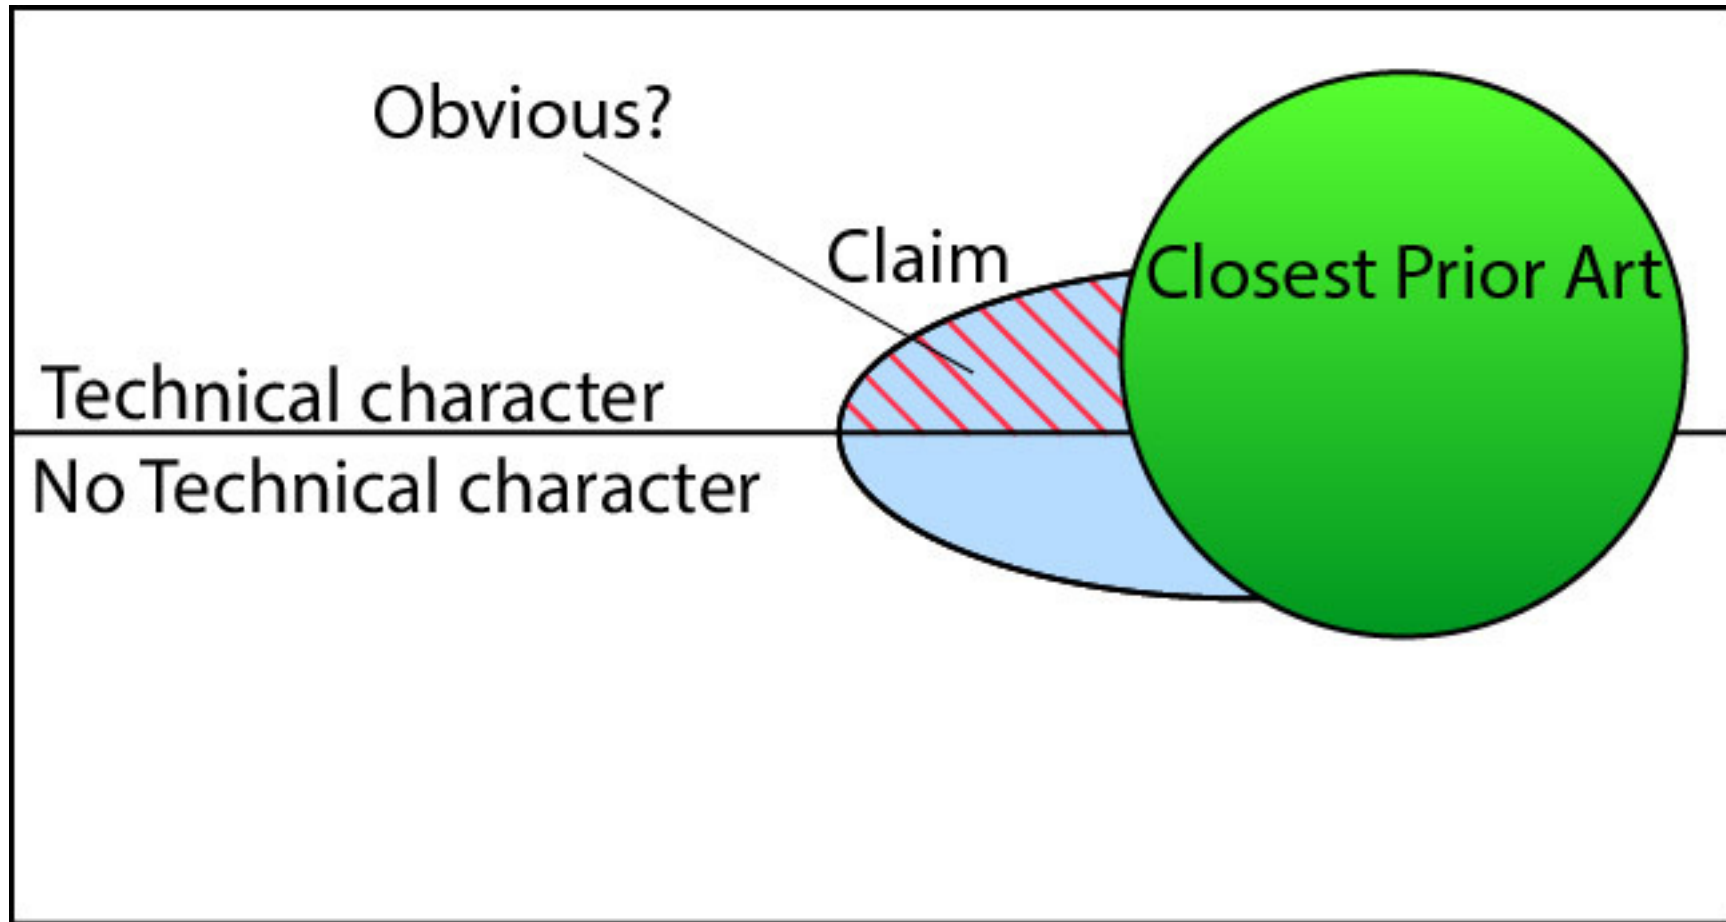 Obvious?
Claim
Closest Prior Art
Technical character
No Technical character